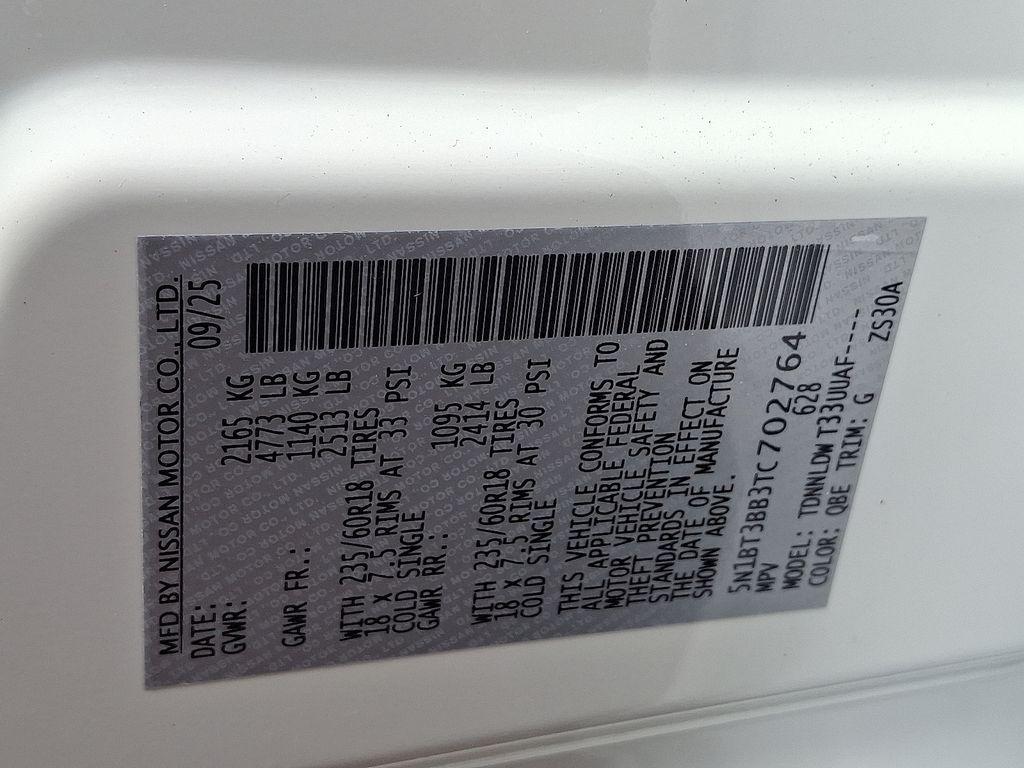 MFD BY NISSAN MOTOR CO., LTD.
DATE: 09/25
GVWR: 2165 KG
4773 LB
GAWR FR.: 1140 KG
2513 LB
WITH 235/60R18 TIRES
18 X 7.5 RIMS AT 33 PSI
COLD SINGLE
GAWR RR.: 1095 KG
2414 LB
WITH 235/60R18 TIRES
18 X 7.5 RIMS AT 30 PSI
COLD SINGLE
THIS VEHICLE CONFORMS TO
ALL APPLICABLE FEDERAL
MOTOR VEHICLE SAFETY AND
THEFT PREVENTION
STANDARDS IN EFFECT ON
THE DATE OF MANUFACTURE
SHOWN ABOVE.
5N1BT3BB3TC702764
MPV 628
MODEL: TDNNLDW T33UUAF-----
COLOR: QBE TRIM: G ZS30A